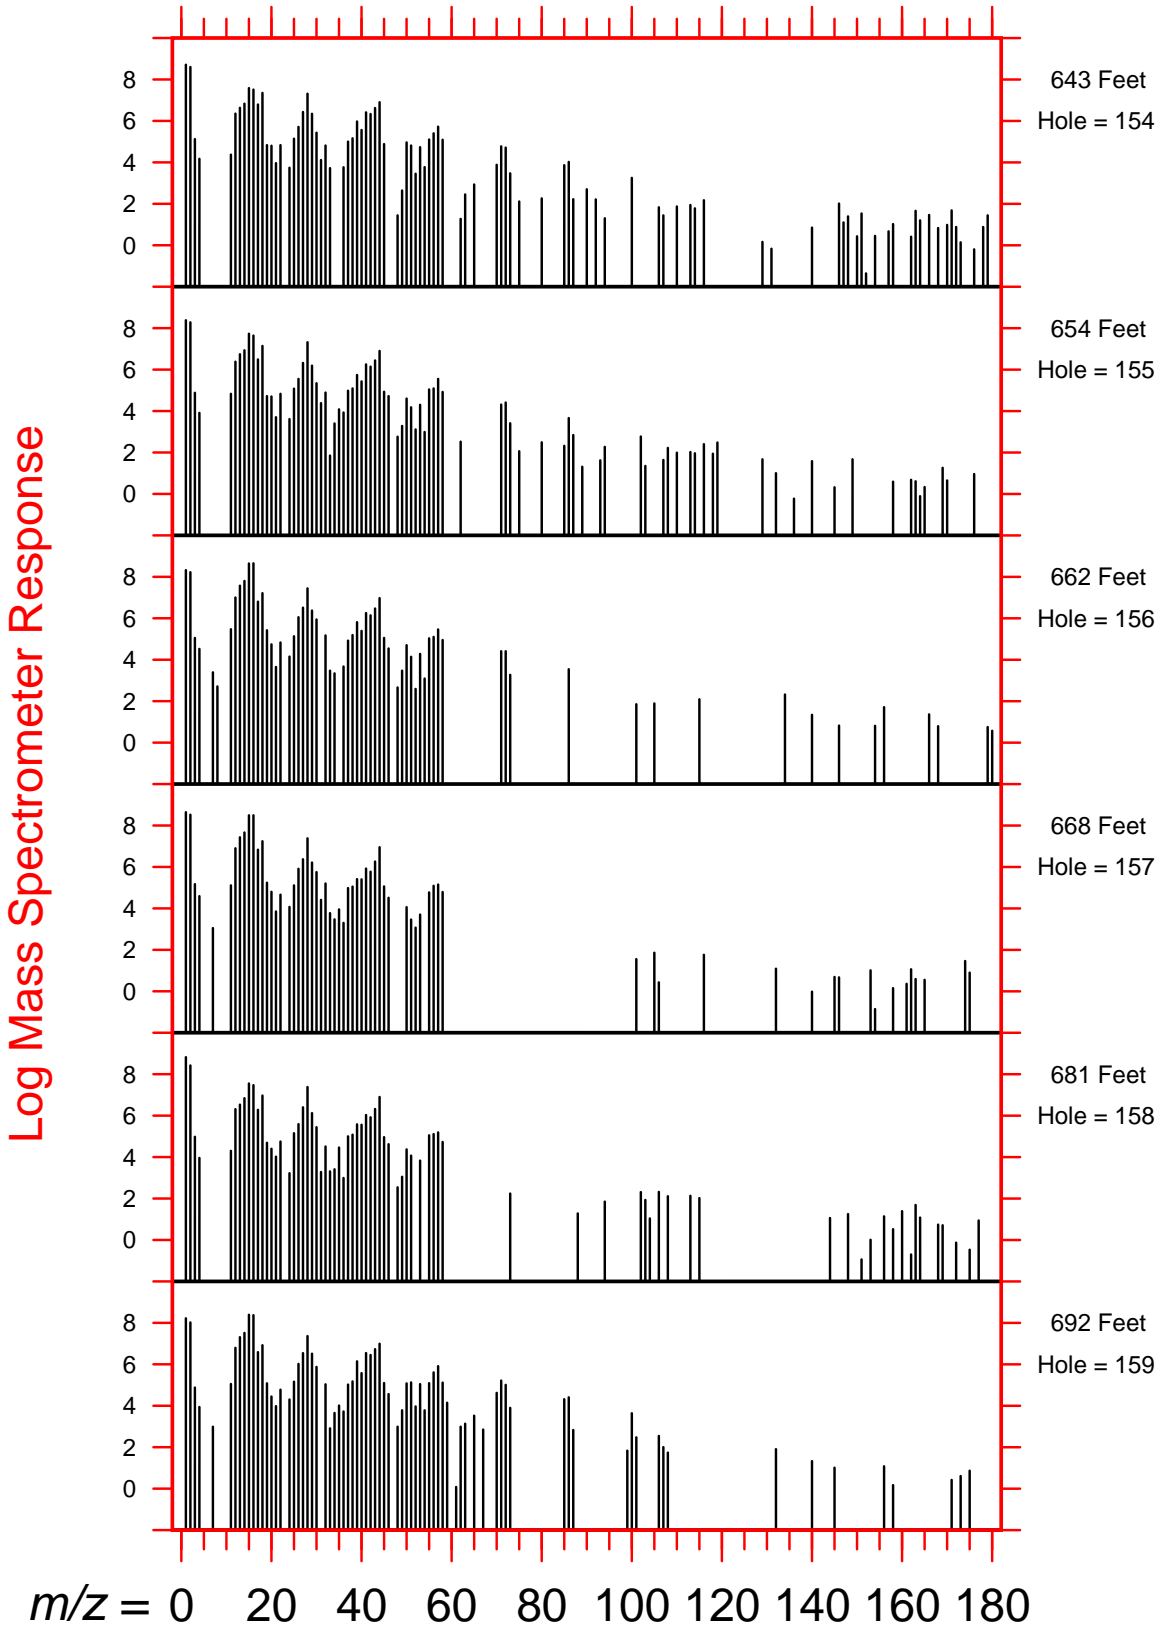 643 Feet
Hole = 154
8
6
4
2
0
654 Feet
Hole = 155
8
6
4
2
0
662 Feet
Hole = 156
8
6
4
2
0
668 Feet
Hole = 157
8
6
4
2
0
681 Feet
Hole = 158
8
6
4
2
0
692 Feet
Hole = 159
8
6
4
2
0
Log Mass Spectrometer Response
m/z = 0 20 40 60 80 100 120 140 160 180